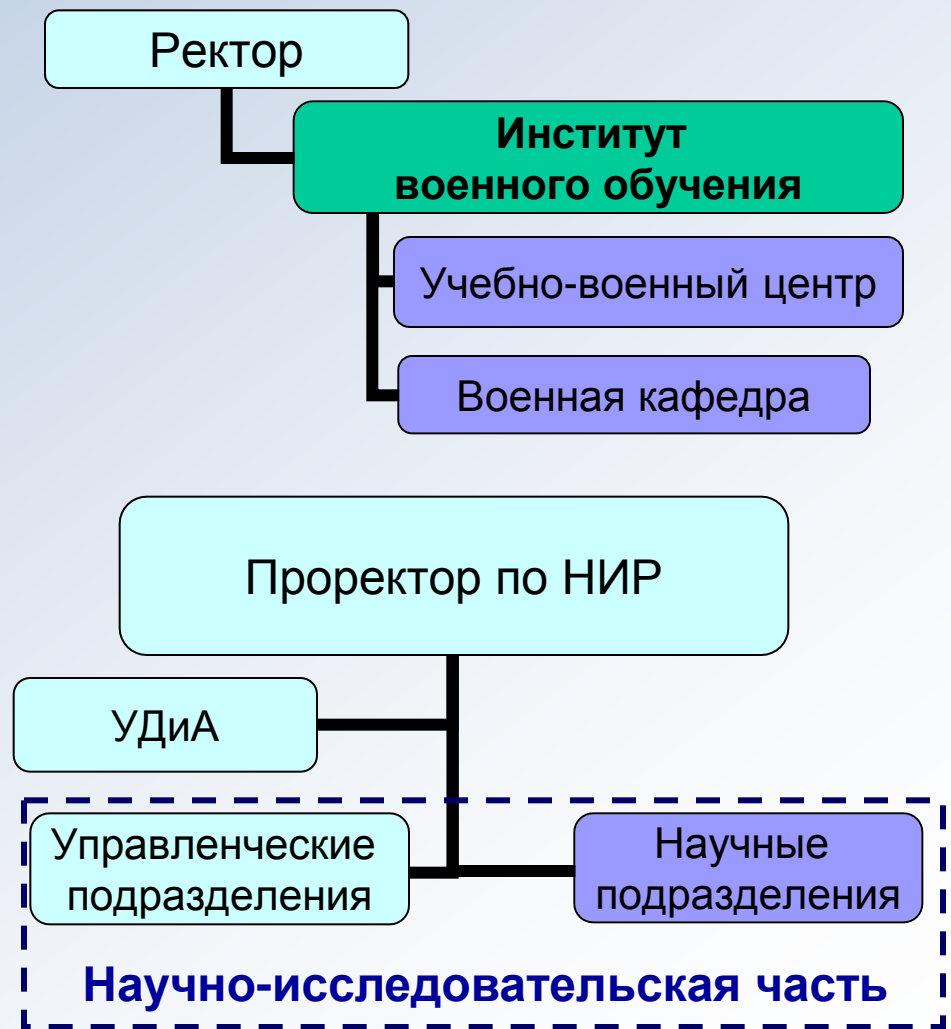 Ректор
Институт
военного обучения
Учебно-военный центр
Военная кафедра
Проректор по НИР
УДиА
Управленческие
подразделения
Научные
подразделения
Научно-исследовательская часть